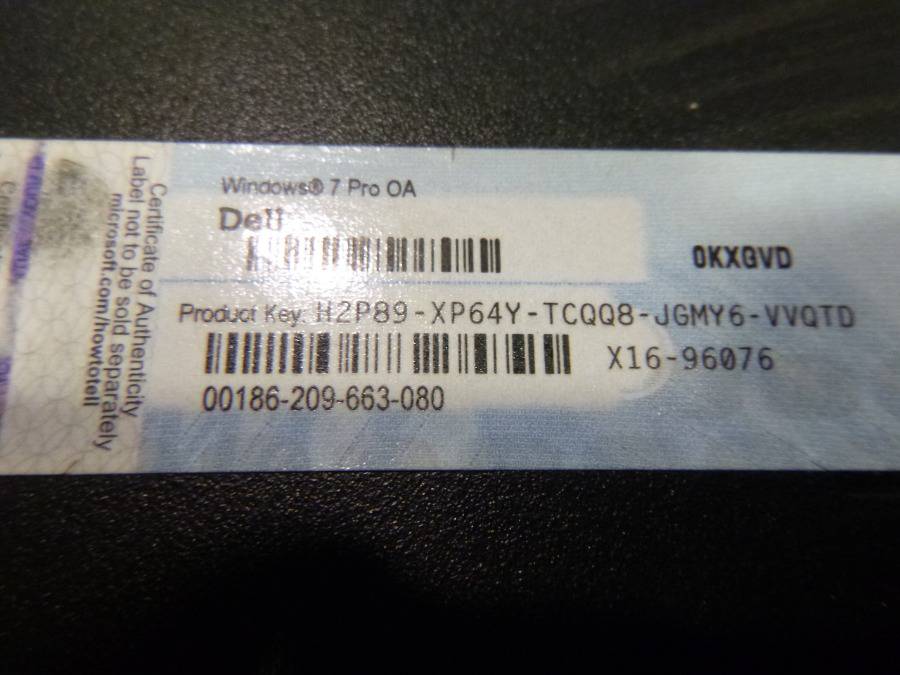 Certificate of Authenticity
Label not to be sold separately
microsoft.com/howtotell
Windows® 7 Pro OA
Dell
0KXGVD
Product Key: H2P89-XP64Y-TCQQ8-JGMY6-VVQTD
X16-96076
00186-209-663-080